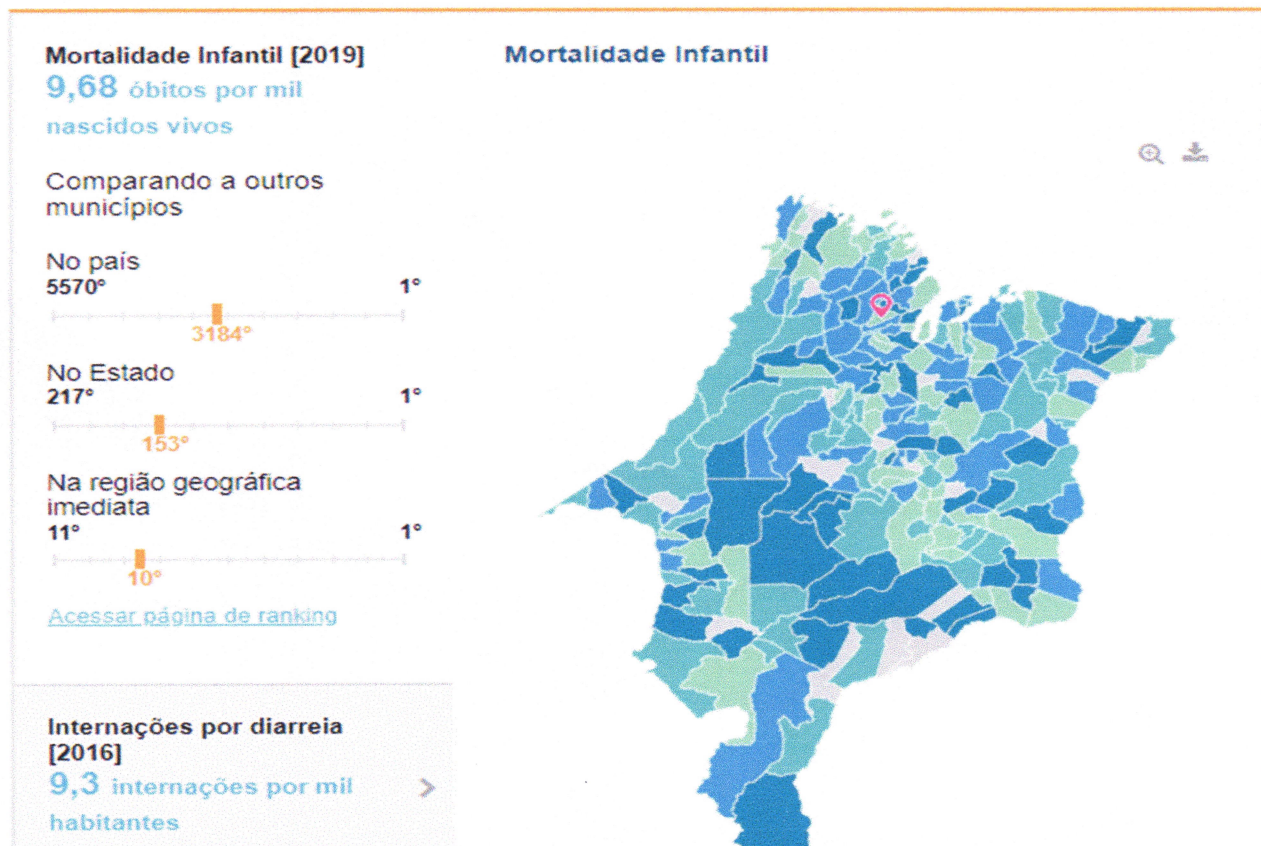 Mortalidade Infantil [2019]
9,68 óbitos por mil
nascidos vivos
Comparando a outros
municípios
No país
5570° 1°
3184°
No Estado
217° 1°
153°
Na região geográfica
imediata
11° 1°
10°
Acessar página de ranking
Internações por diarreia
[2016]
9,3 internações por mil
habitantes
Mortalidade Infantil